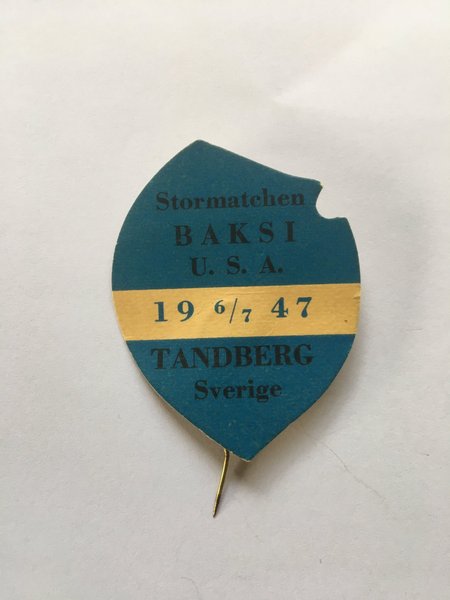 Stormatchen
BAKSI
U. S. A.
19 6/7 47
TANDBERG
Sverige